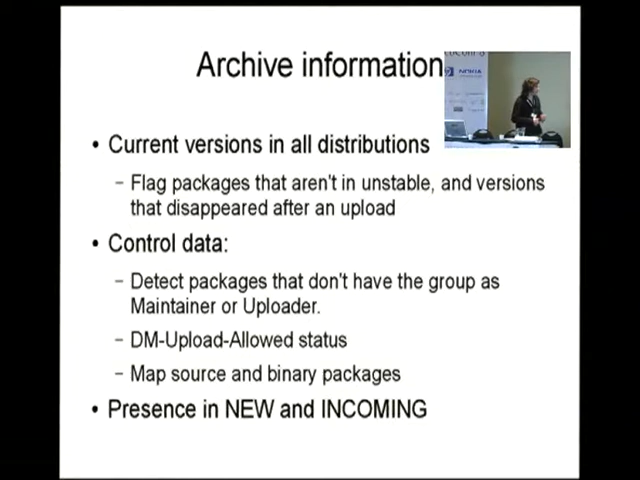 Archive information
NOKIA
• Current versions in all distributions
– Flag packages that aren't in unstable, and versions
that disappeared after an upload
• Control data:
– Detect packages that don't have the group as
Maintainer or Uploader.
– DM-Upload-Allowed status
– Map source and binary packages
• Presence in NEW and INCOMING